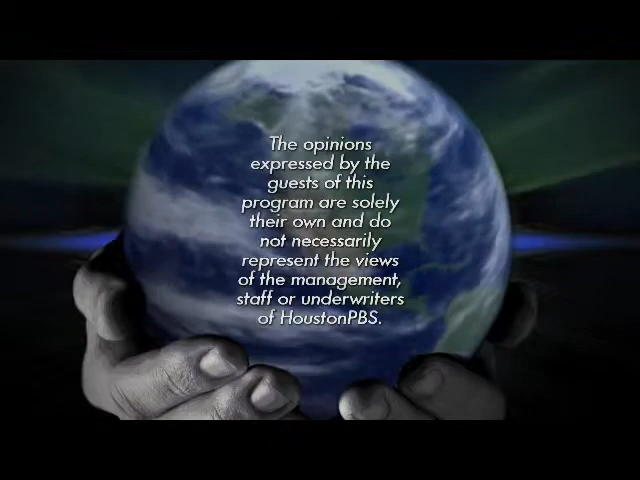 The opinions
expressed by the
guests of this
program are solely
their own and do
not necessarily
represent the views
of the management,
staff or underwriters
of HoustonPBS.